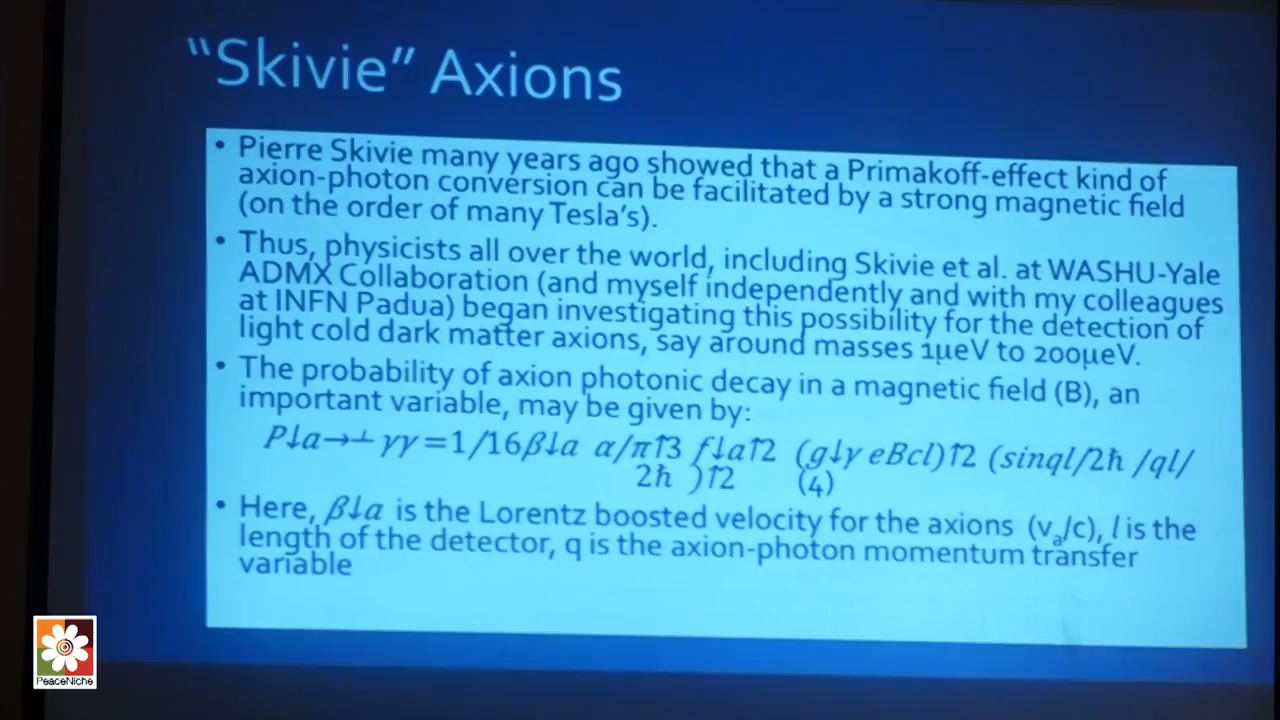 “Skivie” Axions
• Pierre Skivie many years ago showed that a Primakoff-effect kind of
axion-photon conversion can be facilitated by a strong magnetic field
(on the order of many Tesla’s).
• Thus, physicists all over the world, including Skivie et al. at WASHU-Yale
ADMX Collaboration (and myself independently and with my colleagues
at INFN Padua) began investigating this possibility for the detection of
light cold dark matter axions, say around masses 1µeV to 200µeV.
• The probability of axion photonic decay in a magnetic field (B), an
important variable, may be given by:
P↓a→┴ γγ =1/16β↓a α/π↑3 f↓a↑2 (g↓γ eBcl)↑2 (sinql/2ħ /ql/
2ħ )↑2 (4)
• Here, β↓a is the Lorentz boosted velocity for the axions (vₐ/c), l is the
length of the detector, q is the axion-photon momentum transfer
variable
PeaceNiche